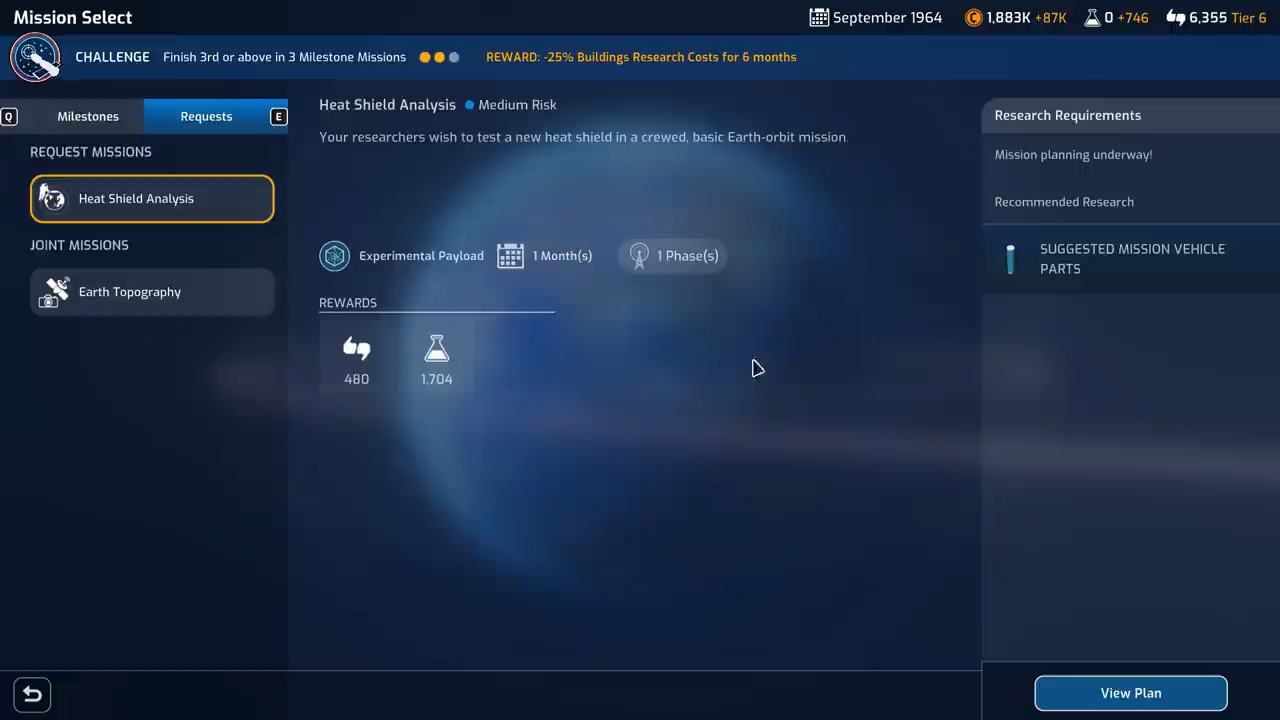 Mission Select
September 1964
1,883K +87K
0 +746
6,355 Tier 6
CHALLENGE Finish 3rd or above in 3 Milestone Missions
REWARD: -25% Buildings Research Costs for 6 months
Q
Milestones
Requests
E
REQUEST MISSIONS
Heat Shield Analysis
JOINT MISSIONS
Earth Topography
Heat Shield Analysis
Medium Risk
Your researchers wish to test a new heat shield in a crewed, basic Earth-orbit mission.
Experimental Payload
1 Month(s)
1 Phase(s)
REWARDS
480
1,704
Research Requirements
Mission planning underway!
Recommended Research
SUGGESTED MISSION VEHICLE
PARTS
View Plan